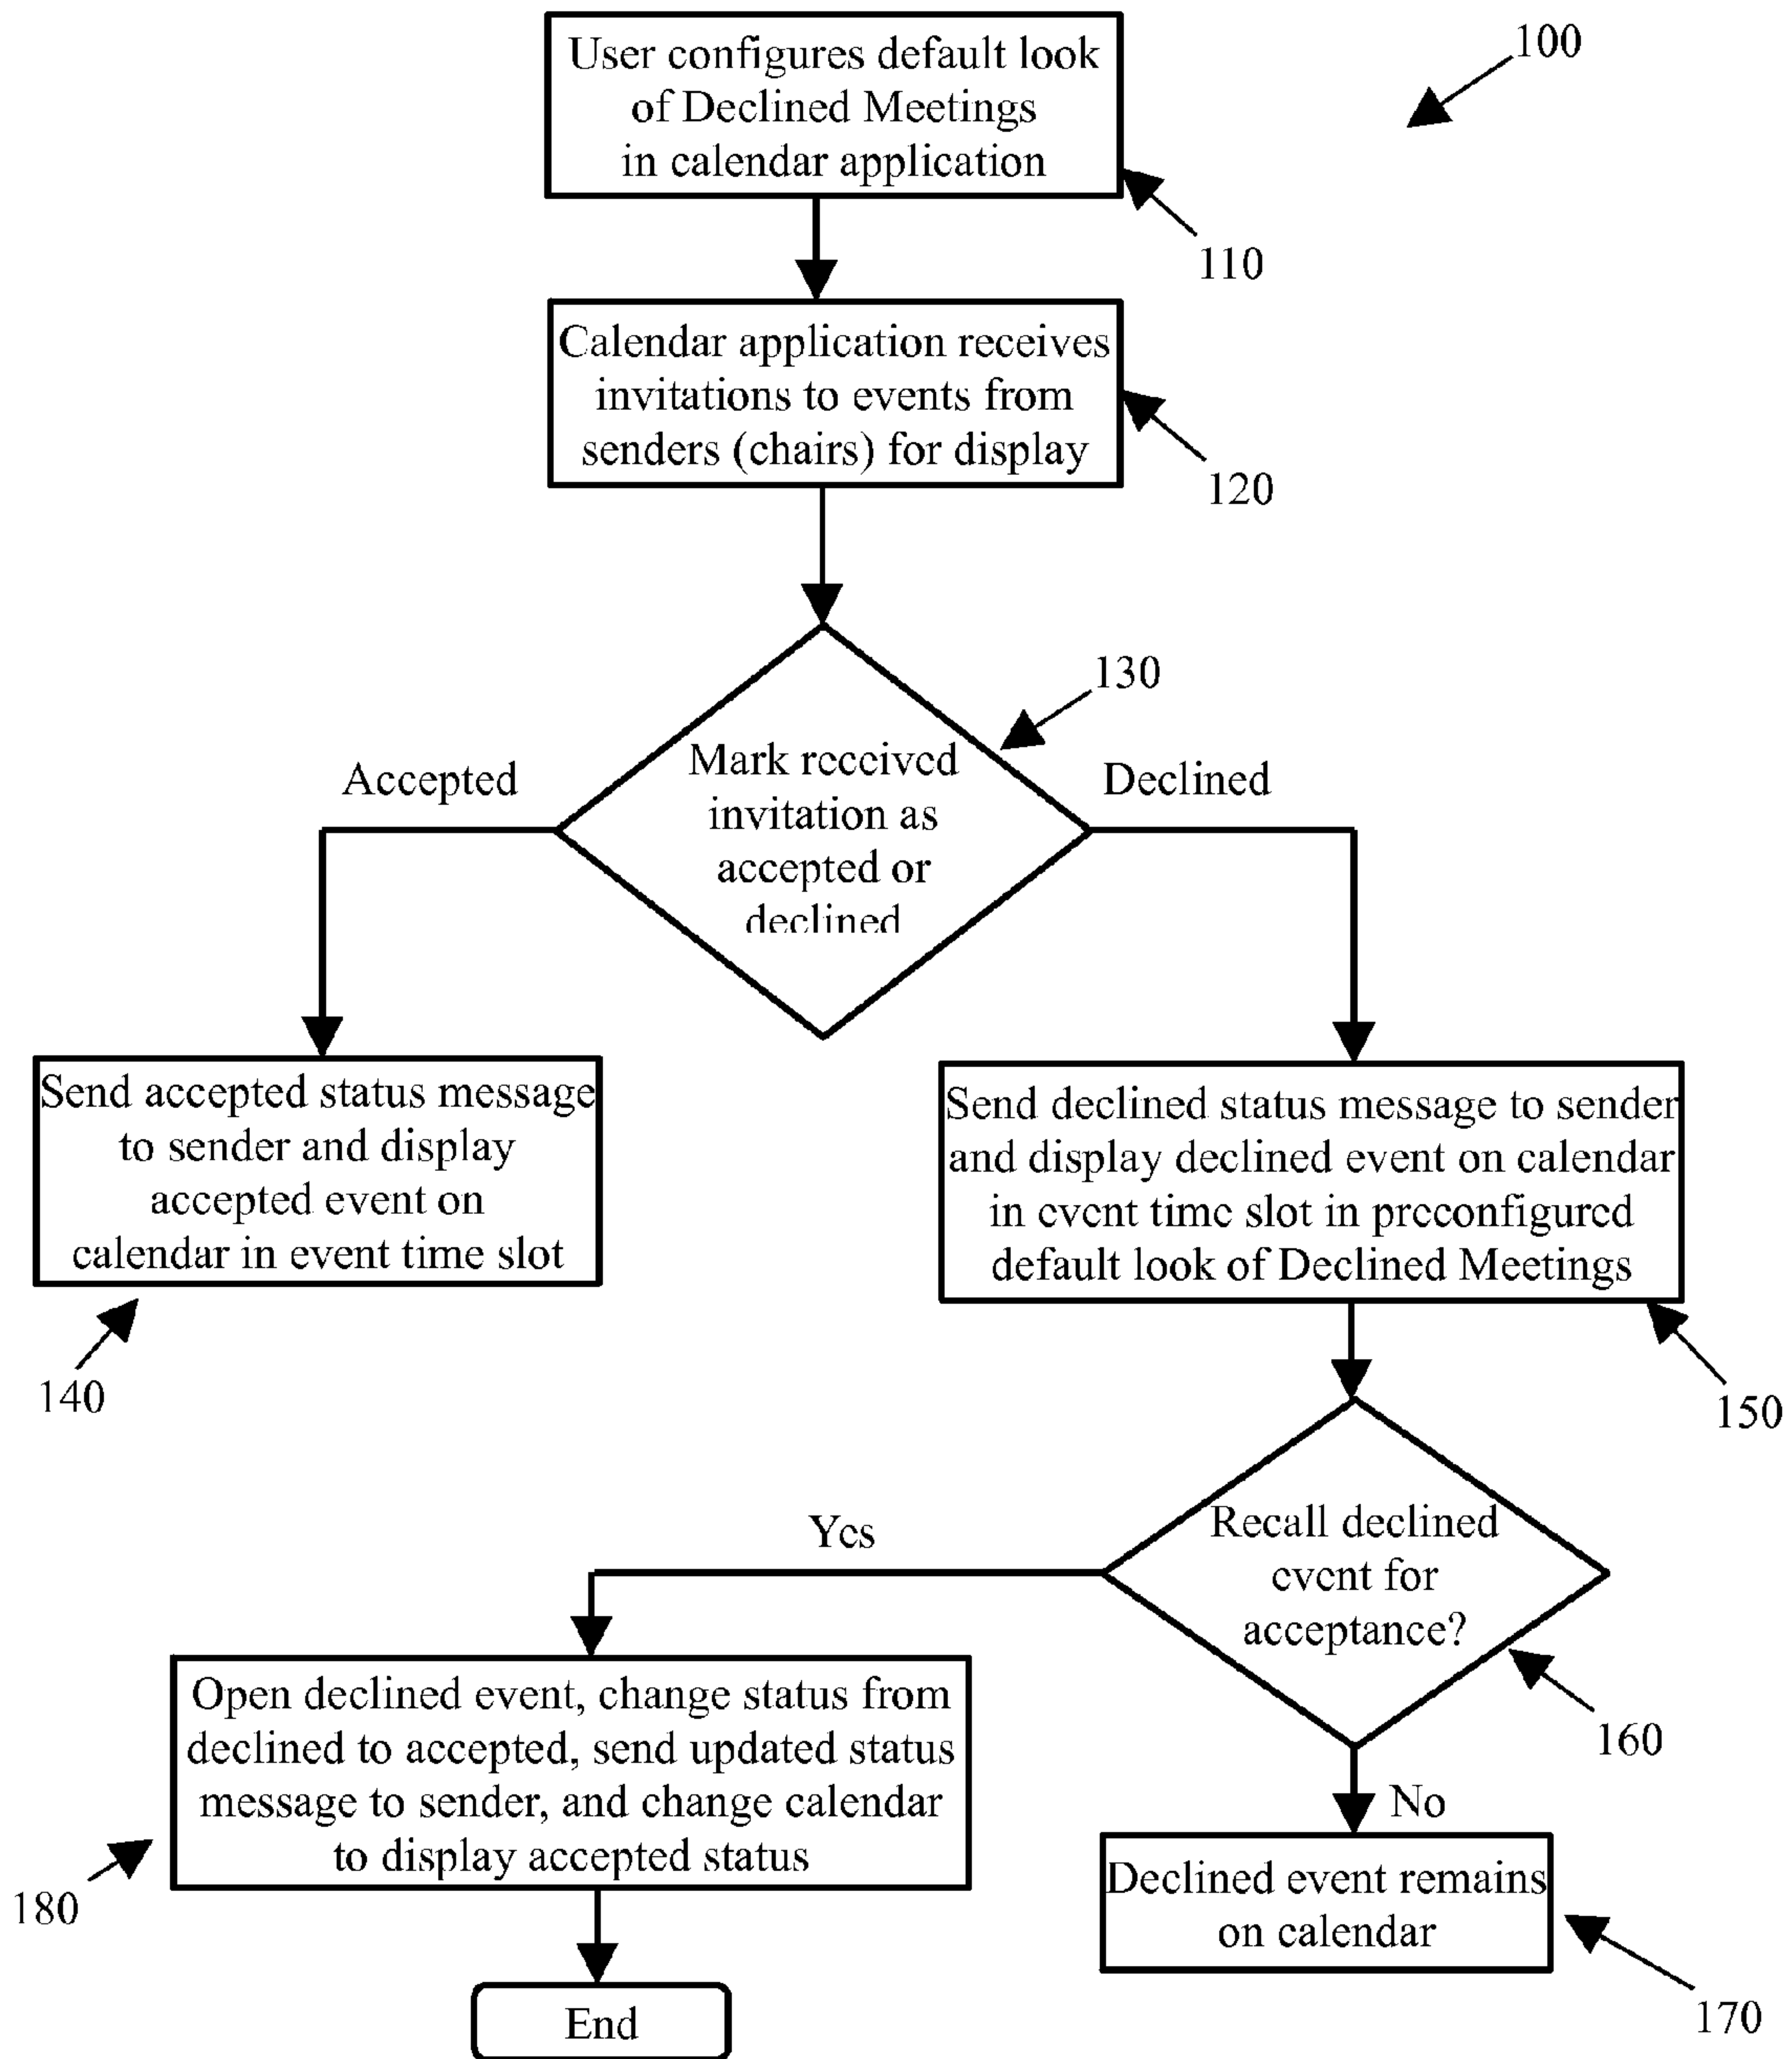 User configures default look
of Declined Meetings
in calendar application
100
110
Calendar application receives
invitations to events from
senders (chairs) for display
120
130
Mark received
invitation as
accepted or
declined
Accepted
Declined
Send accepted status message
to sender and display
accepted event on
calendar in event time slot
140
Send declined status message to sender
and display declined event on calendar
in event time slot in preconfigured
default look of Declined Meetings
150
Recall declined
event for
acceptance?
160
Yes
No
Open declined event, change status from
declined to accepted, send updated status
message to sender, and change calendar
to display accepted status
180
Declined event remains
on calendar
170
End